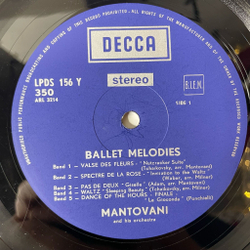 DECCA
LPDS 156 Y
350
ARL 3214
stereo
BIEM
SIDE 1
BALLET MELODIES
Band 1 - VALSE DES FLEURS - "Nutcracker Suite"
(Tchaikovsky, arr. Mantovani)
Band 2 - SPECTRE DE LA ROSE - "Invitation to the Waltz"
(Weber, arr. Milner)
Band 3 - PAS DE DEUX - "Giselle" (Adam, arr. Mantovani)
Band 4 - WALTZ - "Sleeping Beauty" (Tchaikovsky, arr. Milner)
Band 5 - DANCE OF THE HOURS - FINALE -
"La Gioconda" (Ponchielli)
MANTOVANI
and his orchestra